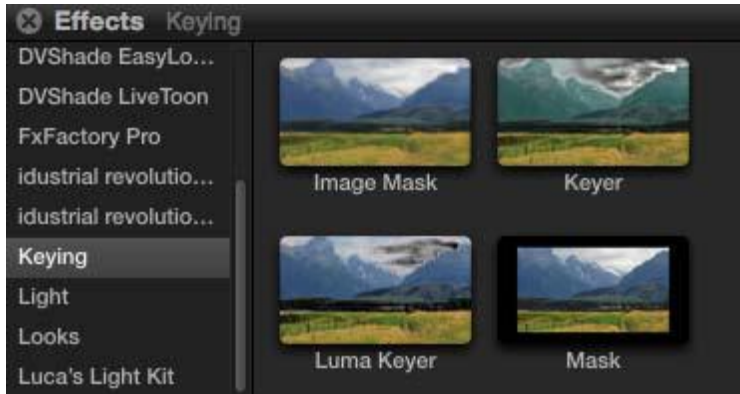 Effects Keying
DVShade EasyLo...
DVShade LiveToon
FxFactory Pro
idustrial revolutio...
idustrial revolutio...
Keying
Light
Looks
Luca's Light Kit
Image Mask
Keyer
Luma Keyer
Mask